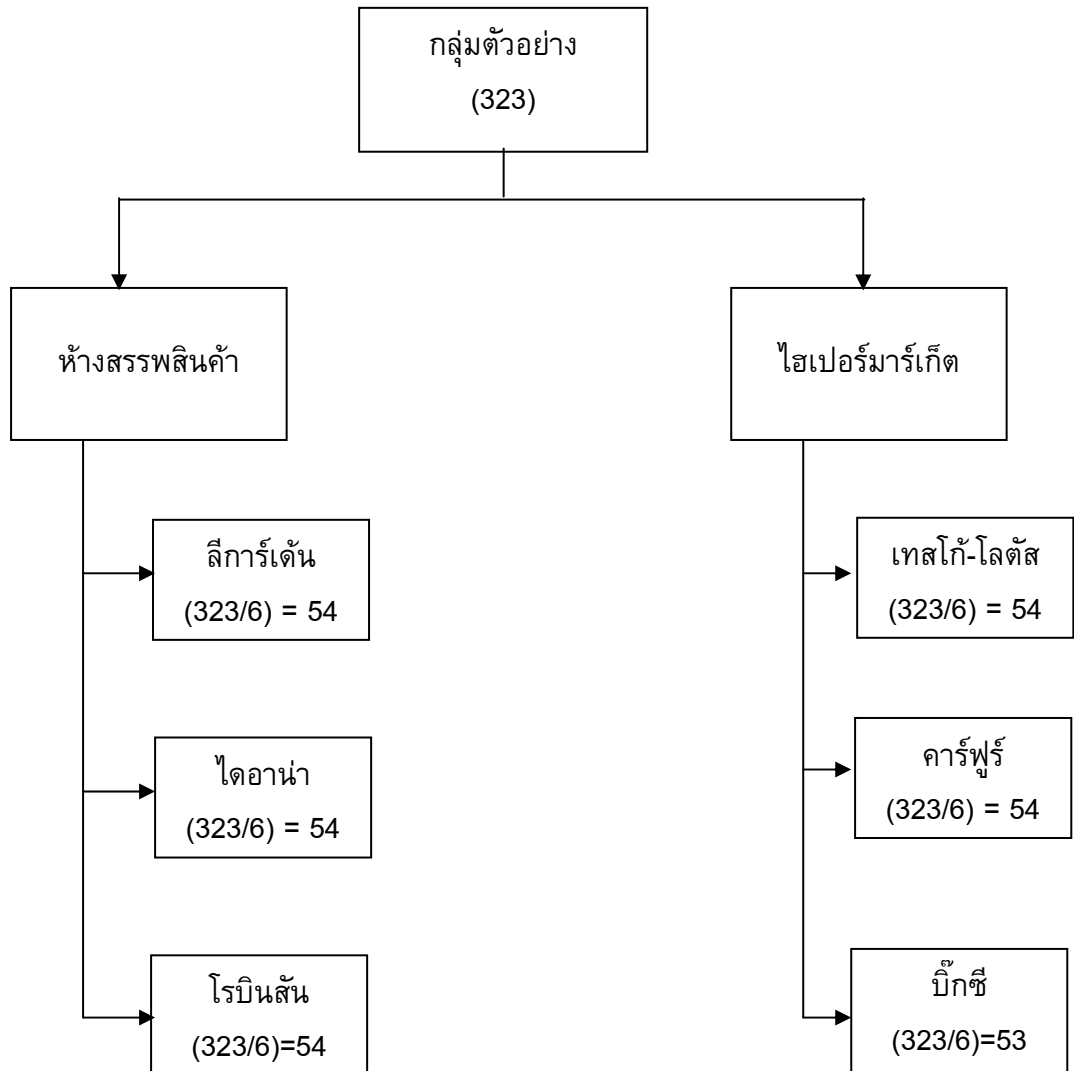 กลุ่มตัวอย่าง
(323)
ห้างสรรพสินค้า
ไฮเปอร์มาร์เก็ต
ลีการ์เด้น
(323/6) = 54
ไดอาน่า
(323/6) = 54
โรบินสัน
(323/6)=54
เทสโก้-โลตัส
(323/6) = 54
คาร์ฟูร์
(323/6) = 54
บิ๊กซี
(323/6)=53